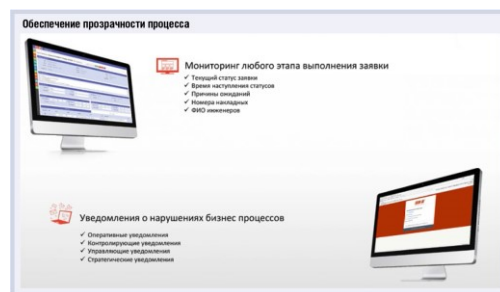 Обеспечение прозрачности процесса
Мониторинг любого этапа выполнения заявки
✓ Текущий статус заявки
✓ Время наступления статусов
✓ Причины ожиданий
✓ Номера накладных
✓ ФИО инженеров
Уведомления о нарушениях бизнес процессов
✓ Оперативные уведомления
✓ Контролирующие уведомления
✓ Управляющие уведомления
✓ Стратегические уведомления